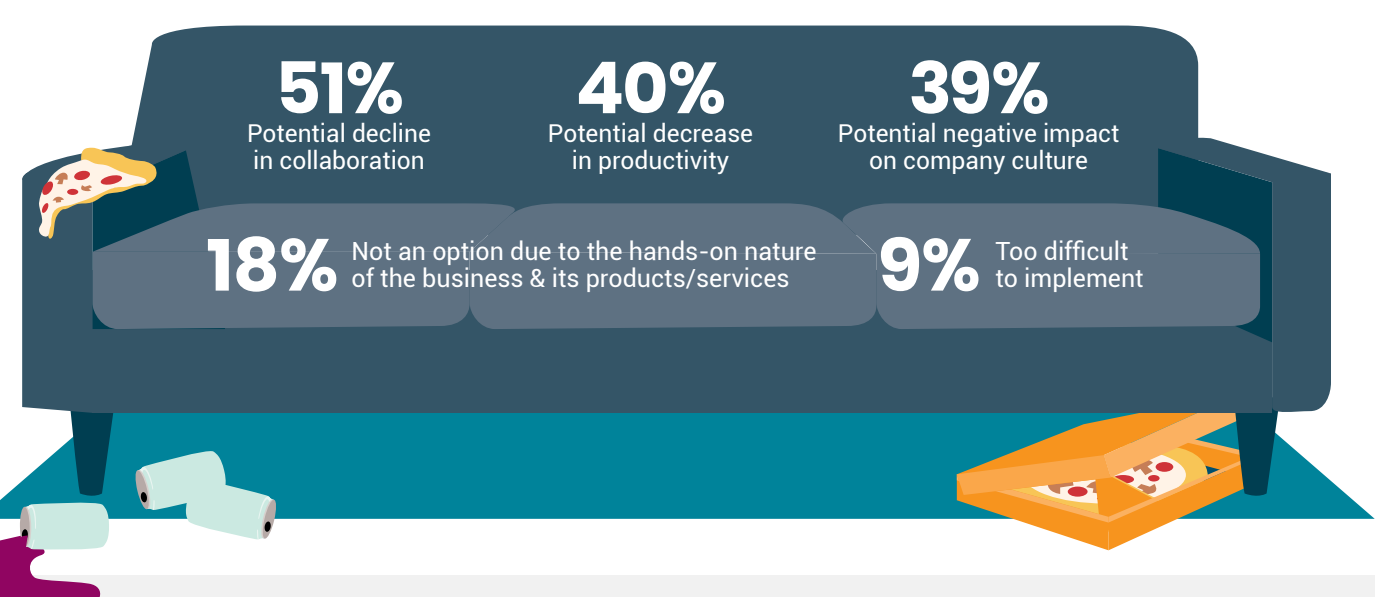 51%
Potential decline
in collaboration
40%
Potential decrease
in productivity
39%
Potential negative impact
on company culture
18%
Not an option due to the hands-on nature
of the business & its products/services
9%
Too difficult
to implement